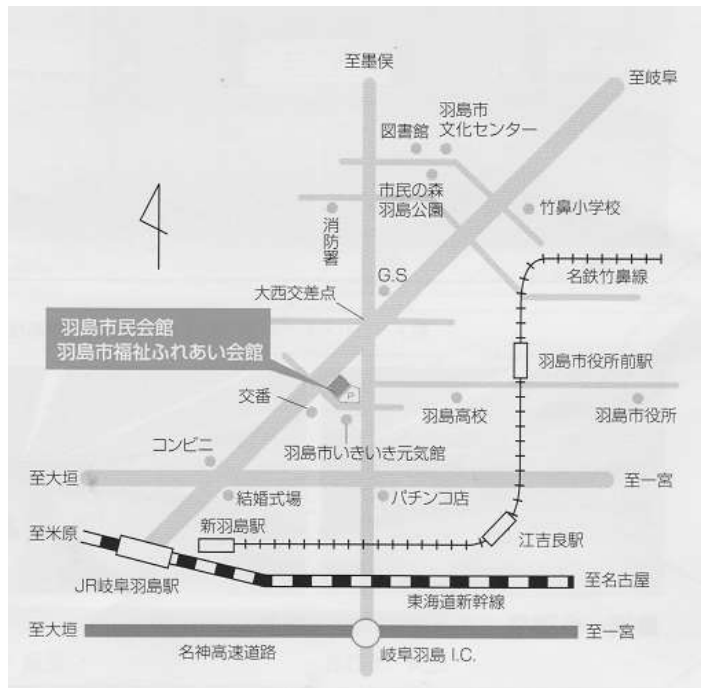 至墨俣
至岐阜
羽島市
文化センター
図書館
市民の森
羽島公園
竹鼻小学校
消防署
名鉄竹鼻線
G.S
大西交差点
羽島市民会館
羽島市福祉ふれあい会館
羽島市役所前駅
P
交番
羽島高校
羽島市役所
コンビニ
羽島市いきいき元気館
至大垣
至一宮
結婚式場
パチンコ店
至米原
新羽島駅
江吉良駅
JR岐阜羽島駅
至名古屋
東海道新幹線
至大垣
至一宮
名神高速道路
岐阜羽島 I.C.